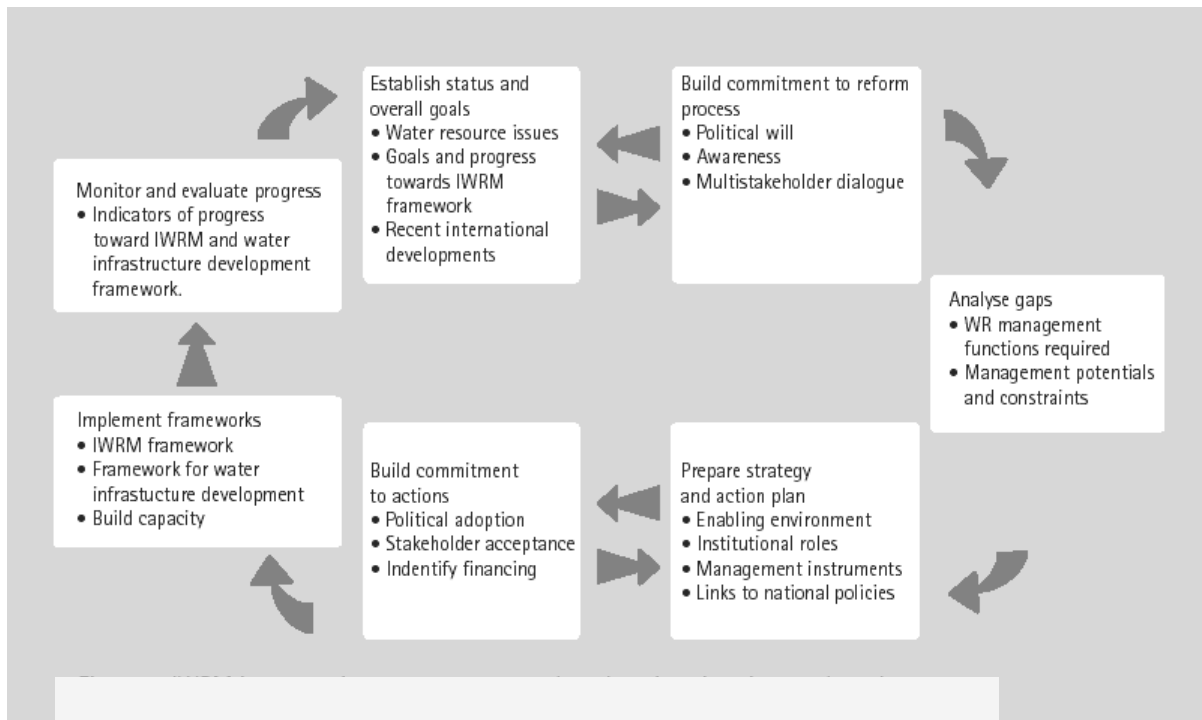 Establish status and
overall goals
• Water resource issues
• Goals and progress
towards IWRM
framework
• Recent international
developments
Build commitment to reform
process
• Political will
• Awareness
• Multistakeholder dialogue
Analyse gaps
• WR management
functions required
• Management potentials
and constraints
Prepare strategy
and action plan
• Enabling environment
• Institutional roles
• Management instruments
• Links to national policies
Build commitment
to actions
• Political adoption
• Stakeholder acceptance
• Indentify financing
Implement frameworks
• IWRM framework
• Framework for water
infrastucture development
• Build capacity
Monitor and evaluate progress
• Indicators of progress
toward IWRM and water
infrastructure development
framework.